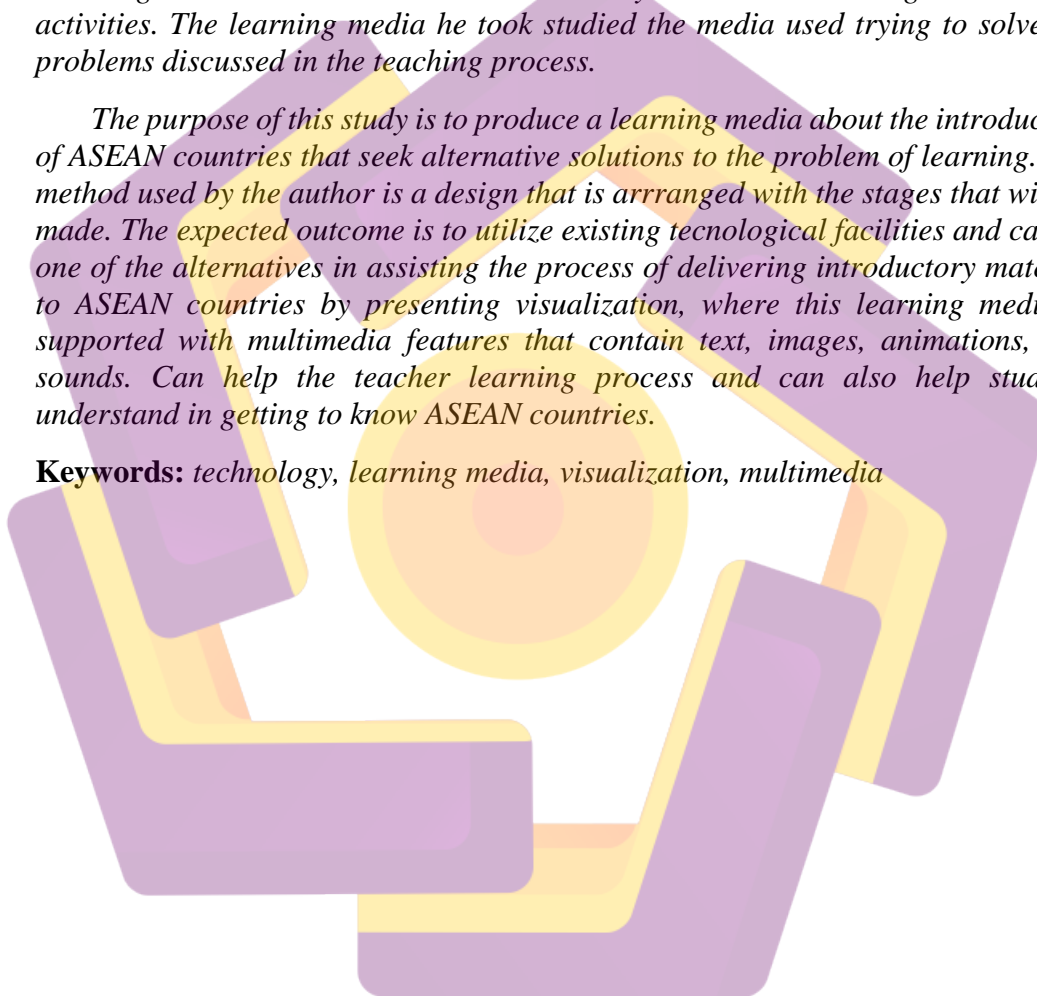 activities. The learning media he took studied the media used trying to solve
problems discussed in the teaching process.
The purpose of this study is to produce a learning media about the introduc
of ASEAN countries that seek alternative solutions to the problem of learning.
method used by the author is a design that is arrranged with the stages that wi
made. The expected outcome is to utilize existing tecnological facilities and ca
one of the alternatives in assisting the process of delivering introductory mate
to ASEAN countries by presenting visualization, where this learning medi
supported with multimedia features that contain text, images, animations,
sounds. Can help the teacher learning process and can also help stud
understand in getting to know ASEAN countries.
Keywords: technology, learning media, visualization, multimedia